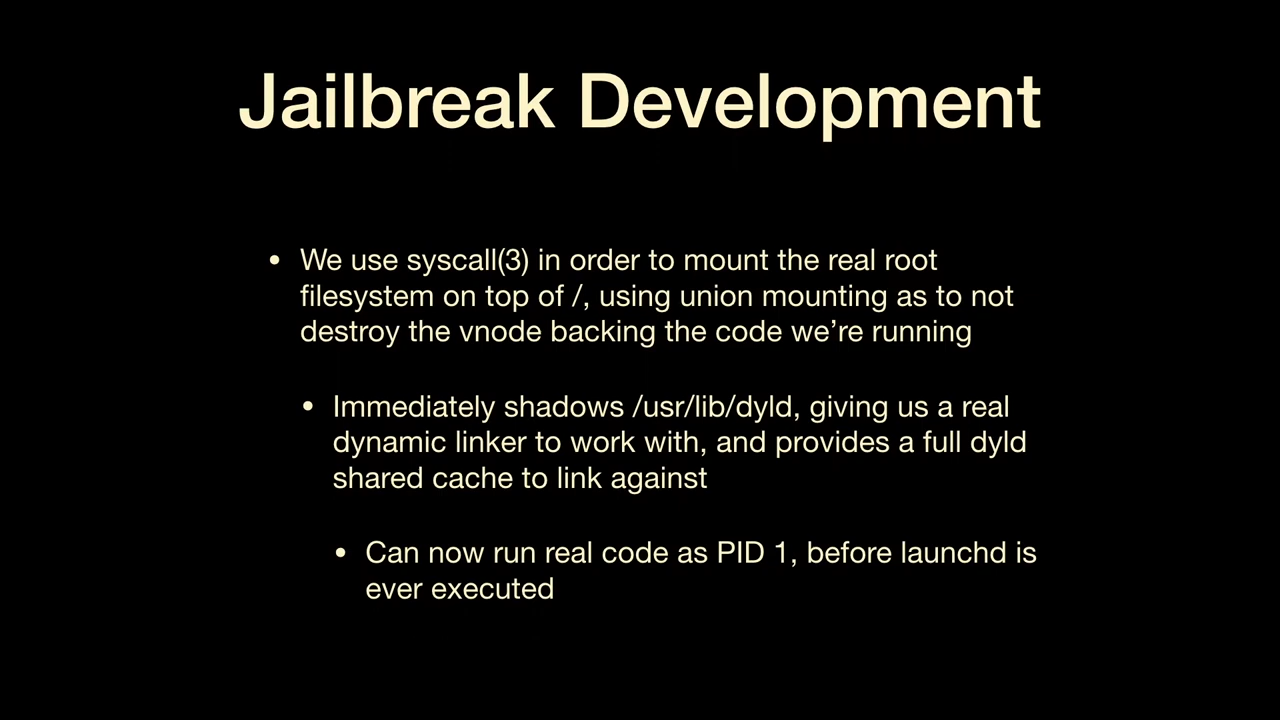 Jailbreak Development
• We use syscall(3) in order to mount the real root
filesystem on top of /, using union mounting as to not
destroy the vnode backing the code we’re running
• Immediately shadows /usr/lib/dyld, giving us a real
dynamic linker to work with, and provides a full dyld
shared cache to link against
• Can now run real code as PID 1, before launchd is
ever executed